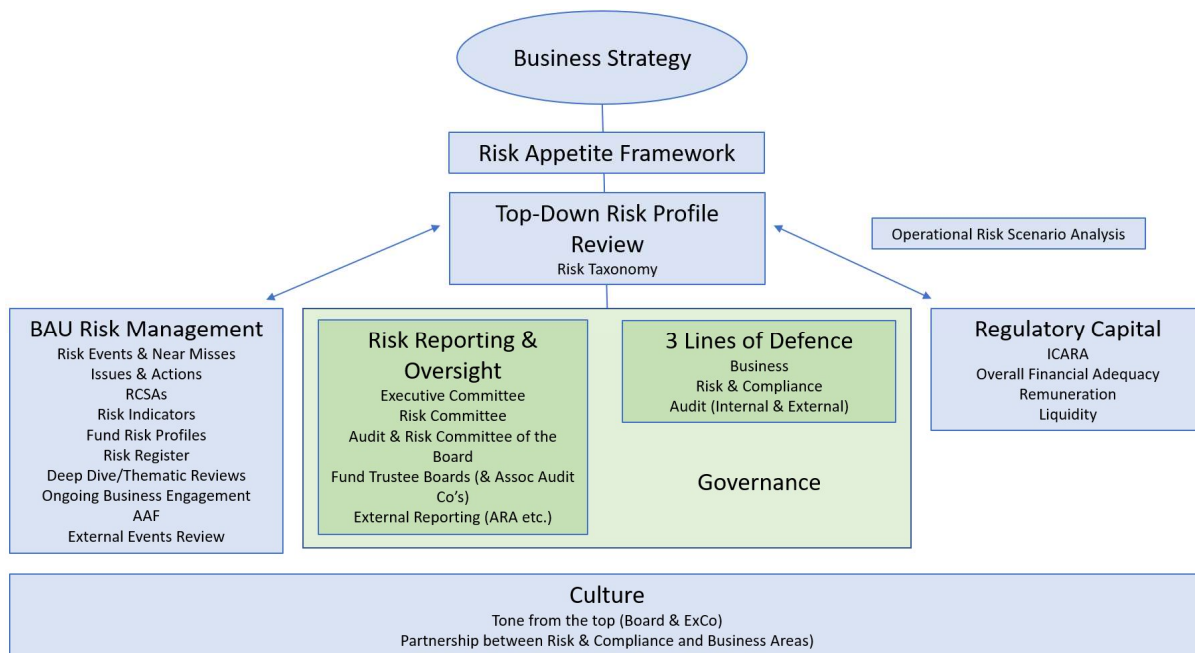 Business Strategy
Risk Appetite Framework
Top-Down Risk Profile
Review
Risk Taxonomy
Operational Risk Scenario Analysis
BAU Risk Management
Risk Events & Near Misses
Issues & Actions
RCSAs
Risk Indicators
Fund Risk Profiles
Risk Register
Deep Dive/Thematic Reviews
Ongoing Business Engagement
AAF
External Events Review
Risk Reporting &
Oversight
Executive Committee
Risk Committee
Audit & Risk Committee of the
Board
Fund Trustee Boards (& Assoc Audit
Co’s)
External Reporting (ARA etc.)
3 Lines of Defence
Business
Risk & Compliance
Audit (Internal & External)
Governance
Regulatory Capital
ICARA
Overall Financial Adequacy
Remuneration
Liquidity
Culture
Tone from the top (Board & ExCo)
Partnership between Risk & Compliance and Business Areas)